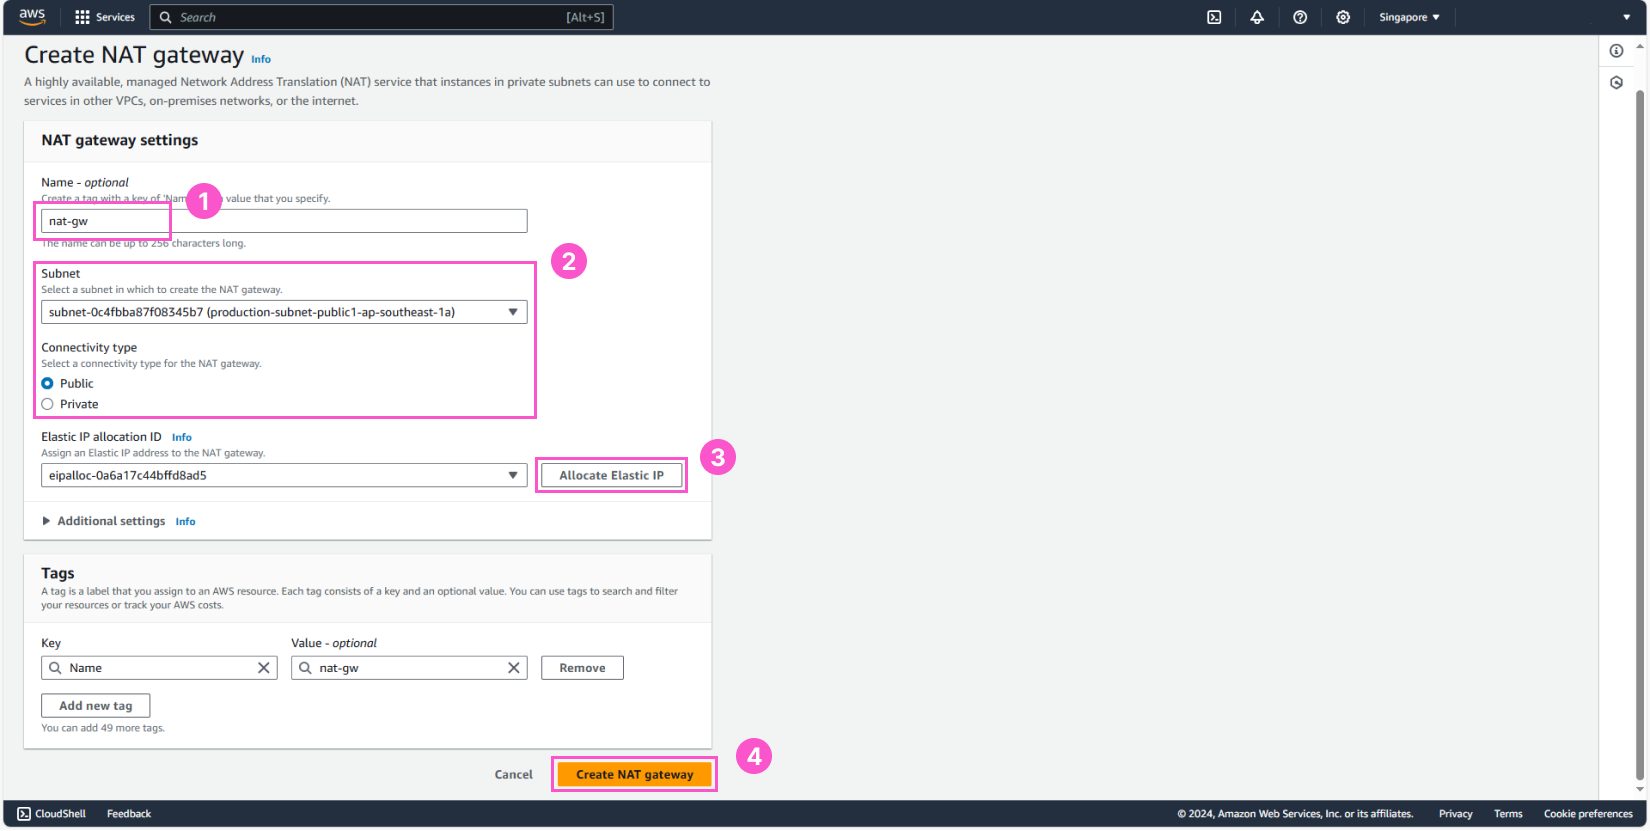 aws
Services
Search
[Alt+S]
Singapore
Create NAT gateway Info
A highly available, managed Network Address Translation (NAT) service that instances in private subnets can use to connect to
services in other VPCs, on-premises networks, or the internet.
NAT gateway settings
Name - optional
Create a tag with a key of 'Nam value that you specify.
1
nat-gw
The name can be up to 256 characters long.
2
Subnet
Select a subnet in which to create the NAT gateway.
subnet-0c4fbba87f08345b7 (production-subnet-public1-ap-southeast-1a)
Connectivity type
Select a connectivity type for the NAT gateway.
Public
Private
Elastic IP allocation ID Info
Assign an Elastic IP address to the NAT gateway.
3
eipalloc-0a6a17c44bffd8ad5
Allocate Elastic IP
Additional settings Info
Tags
A tag is a label that you assign to an AWS resource. Each tag consists of a key and an optional value. You can use tags to search and filter
your resources or track your AWS costs.
Key
Value - optional
Name
nat-gw
Remove
Add new tag
You can add 49 more tags.
4
Cancel
Create NAT gateway
CloudShell
Feedback
© 2024, Amazon Web Services, Inc. or its affiliates.
Privacy
Terms
Cookie preferences